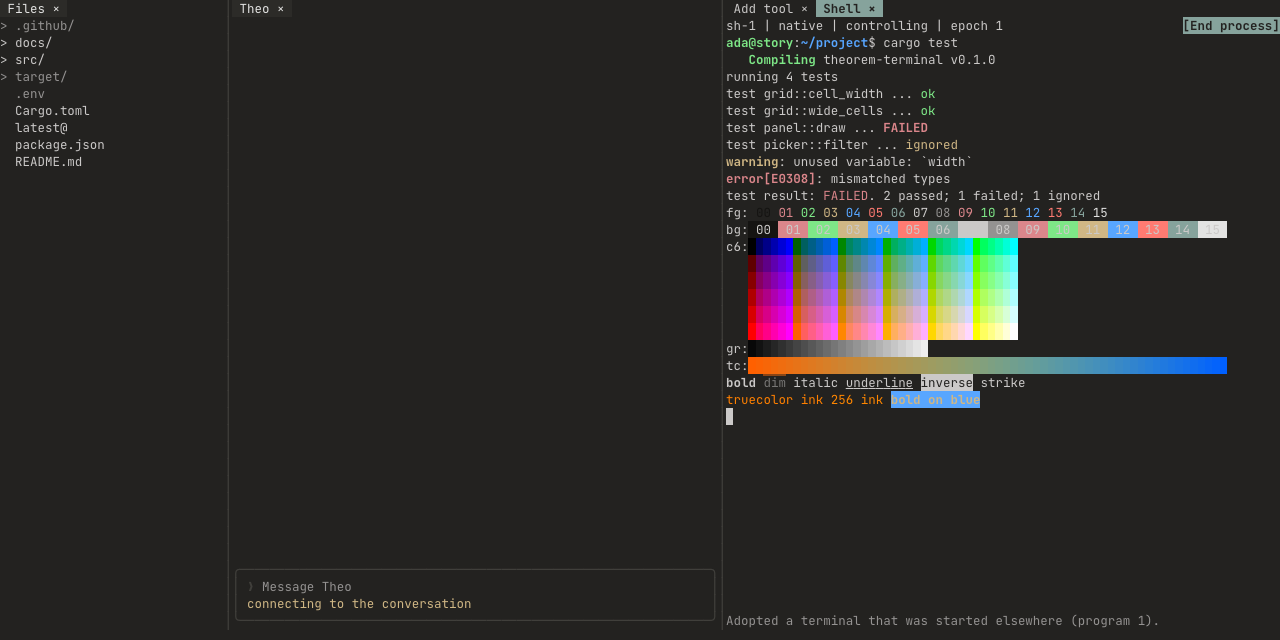 Files ×
> .github/
> docs/
> src/
> target/
.env
Cargo.toml
latest@
package.json
README.md
Theo ×
❭ Message Theo
connecting to the conversation
Add tool × Shell ×
sh-1 | native | controlling | epoch 1 [End process]
ada@story:~/project$ cargo test
Compiling theorem-terminal v0.1.0
running 4 tests
test grid::cell_width ... ok
test grid::wide_cells ... ok
test panel::draw ... FAILED
test picker::filter ... ignored
warning: unused variable: `width`
error[E0308]: mismatched types
test result: FAILED. 2 passed; 1 failed; 1 ignored
fg: 00 01 02 03 04 05 06 07 08 09 10 11 12 13 14 15
bg: 00 01 02 03 04 05 06 08 09 10 11 12 13 14 15
c6:
gr:
tc:
bold dim italic underline inverse strike
truecolor ink 256 ink bold on blue
Adopted a terminal that was started elsewhere (program 1).